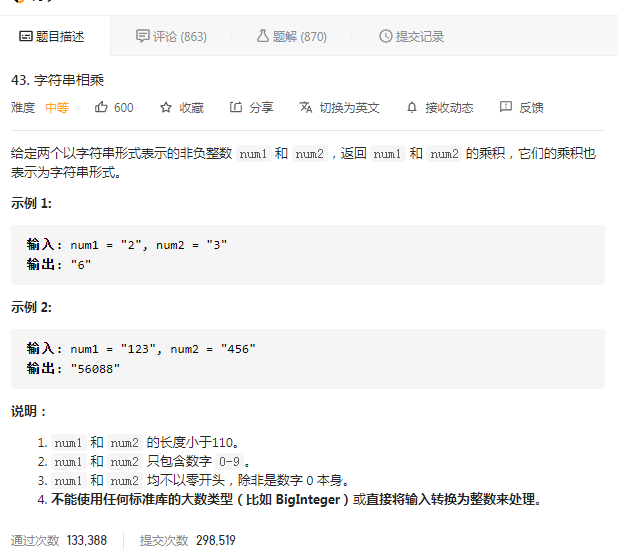 题目描述 评论 (863) 题解 (870) 提交记录
43. 字符串相乘
难度 中等 600 收藏 分享 切换为英文 接收动态 反馈
给定两个以字符串形式表示的非负整数 num1 和 num2 ，返回 num1 和 num2 的乘积，它们的乘积也
表示为字符串形式。
示例 1:
输入: num1 = "2", num2 = "3"
输出: "6"
示例 2:
输入: num1 = "123", num2 = "456"
输出: "56088"
说明：
1. num1 和 num2 的长度小于110。
2. num1 和 num2 只包含数字 0-9 。
3. num1 和 num2 均不以零开头，除非是数字 0 本身。
4. 不能使用任何标准库的大数类型（比如 BigInteger）或直接将输入转换为整数来处理。
通过次数 133,388 提交次数 298,519